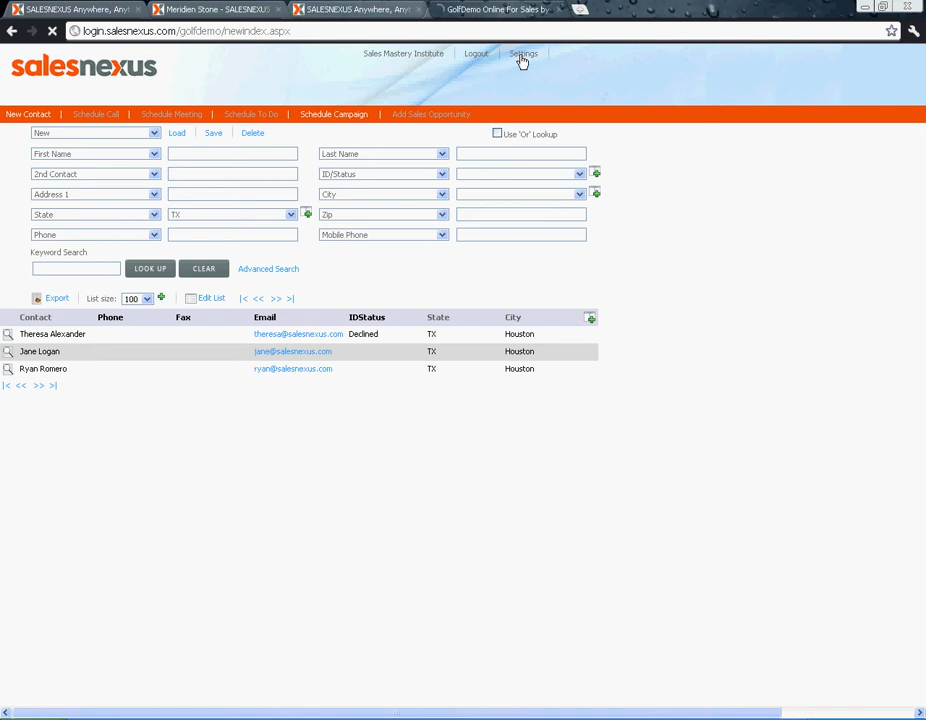 SALESNEXUS Anywhere, Any Meridien Stone - SALESNEXUS SALESNEXUS Anywhere, Any GolfDemo Online For Sales by
login.salesnexus.com/golfdemo/newindex.aspx
Sales Mastery Institute | Logout | Settings |
salesnexus
New Contact | Schedule Call | Schedule Meeting | Schedule To Do | Schedule Campaign | Add Sales Opportunity
New Load Save Delete Use 'Or' Lookup
First Name Last Name
2nd Contact ID/Status
Address 1 City
State TX Zip
Phone Mobile Phone
Keyword Search
LOOK UP CLEAR Advanced Search
Export List size: 100 Edit List |< << >> >|
Contact Phone Fax Email IDStatus State City
Theresa Alexander theresa@salesnexus.com Declined TX Houston
Jane Logan jane@salesnexus.com TX Houston
Ryan Romero ryan@salesnexus.com TX Houston
|< << >> >|